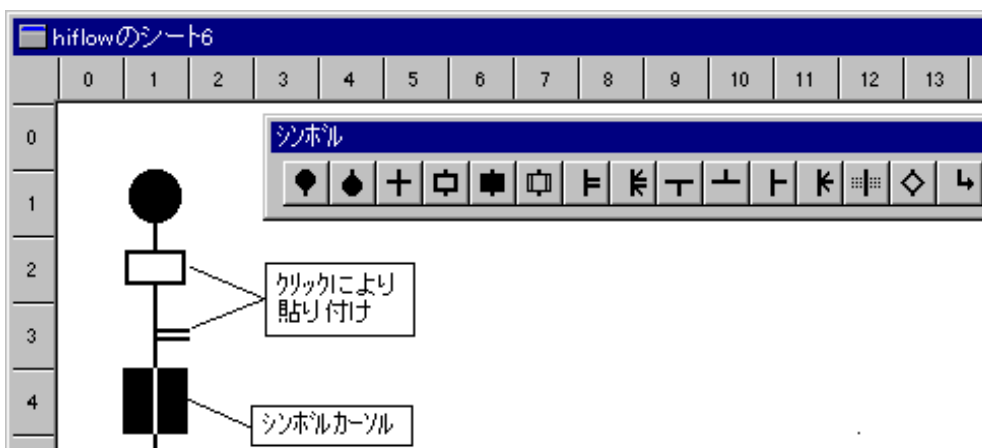 hiflowのシート6
0 1 2 3 4 5 6 7 8 9 10 11 12 13
シンボル
0
1
2
3
4
クリックにより
貼り付け
シンボルカーソル